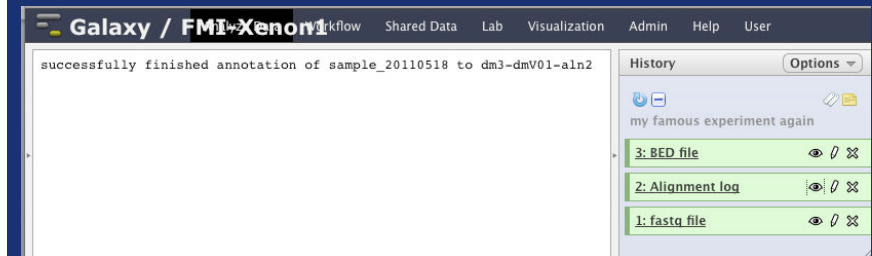 Galaxy / FMI-Xenon1
Workflow Shared Data Lab Visualization Admin Help User
successfully finished annotation of sample_20110518 to dm3-dmV01-aln2
History Options
my famous experiment again
3: BED file
2: Alignment log
1: fastq file